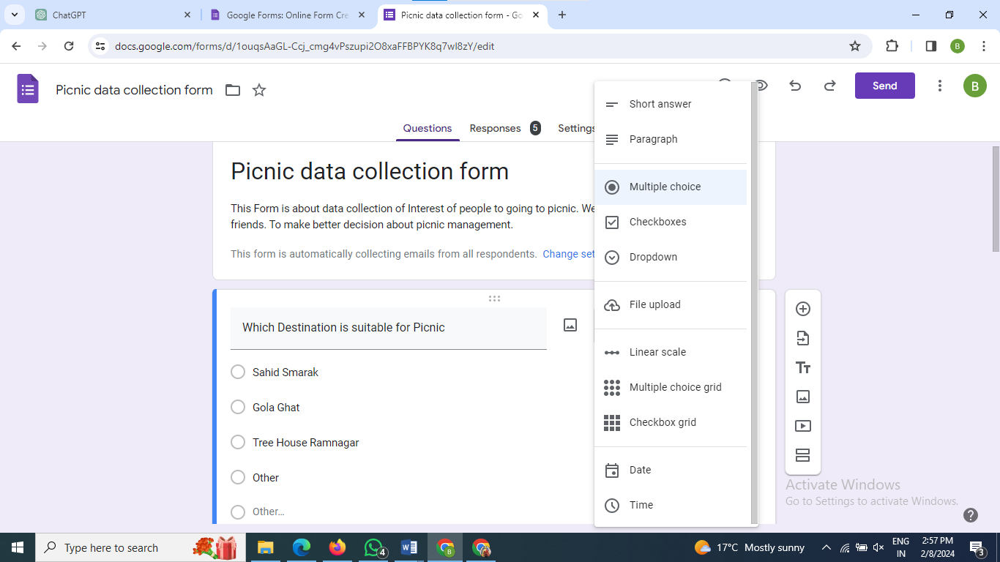 ChatGPT
Google Forms: Online Form Cre
Picnic data collection form - Go
docs.google.com/forms/d/1ouqsAaGL-Ccj_cmg4vPszupi2O8xaFFBPYK8q7wl8zY/edit
B
Picnic data collection form
Send
B
Questions
Responses 5
Settings
Picnic data collection form
This Form is about data collection of Interest of people to going to picnic. We
friends. To make better decision about picnic management.
This form is automatically collecting emails from all respondents. Change set
Which Destination is suitable for Picnic
Sahid Smarak
Gola Ghat
Tree House Ramnagar
Other
Other...
Short answer
Paragraph
Multiple choice
Checkboxes
Dropdown
File upload
Linear scale
Multiple choice grid
Checkbox grid
Date
Time
Tт
Activate Windows
Go to Settings to activate Windows.
Type here to search
4
W
B
17°C Mostly sunny
ENG
IN
2:57 PM
2/8/2024
3